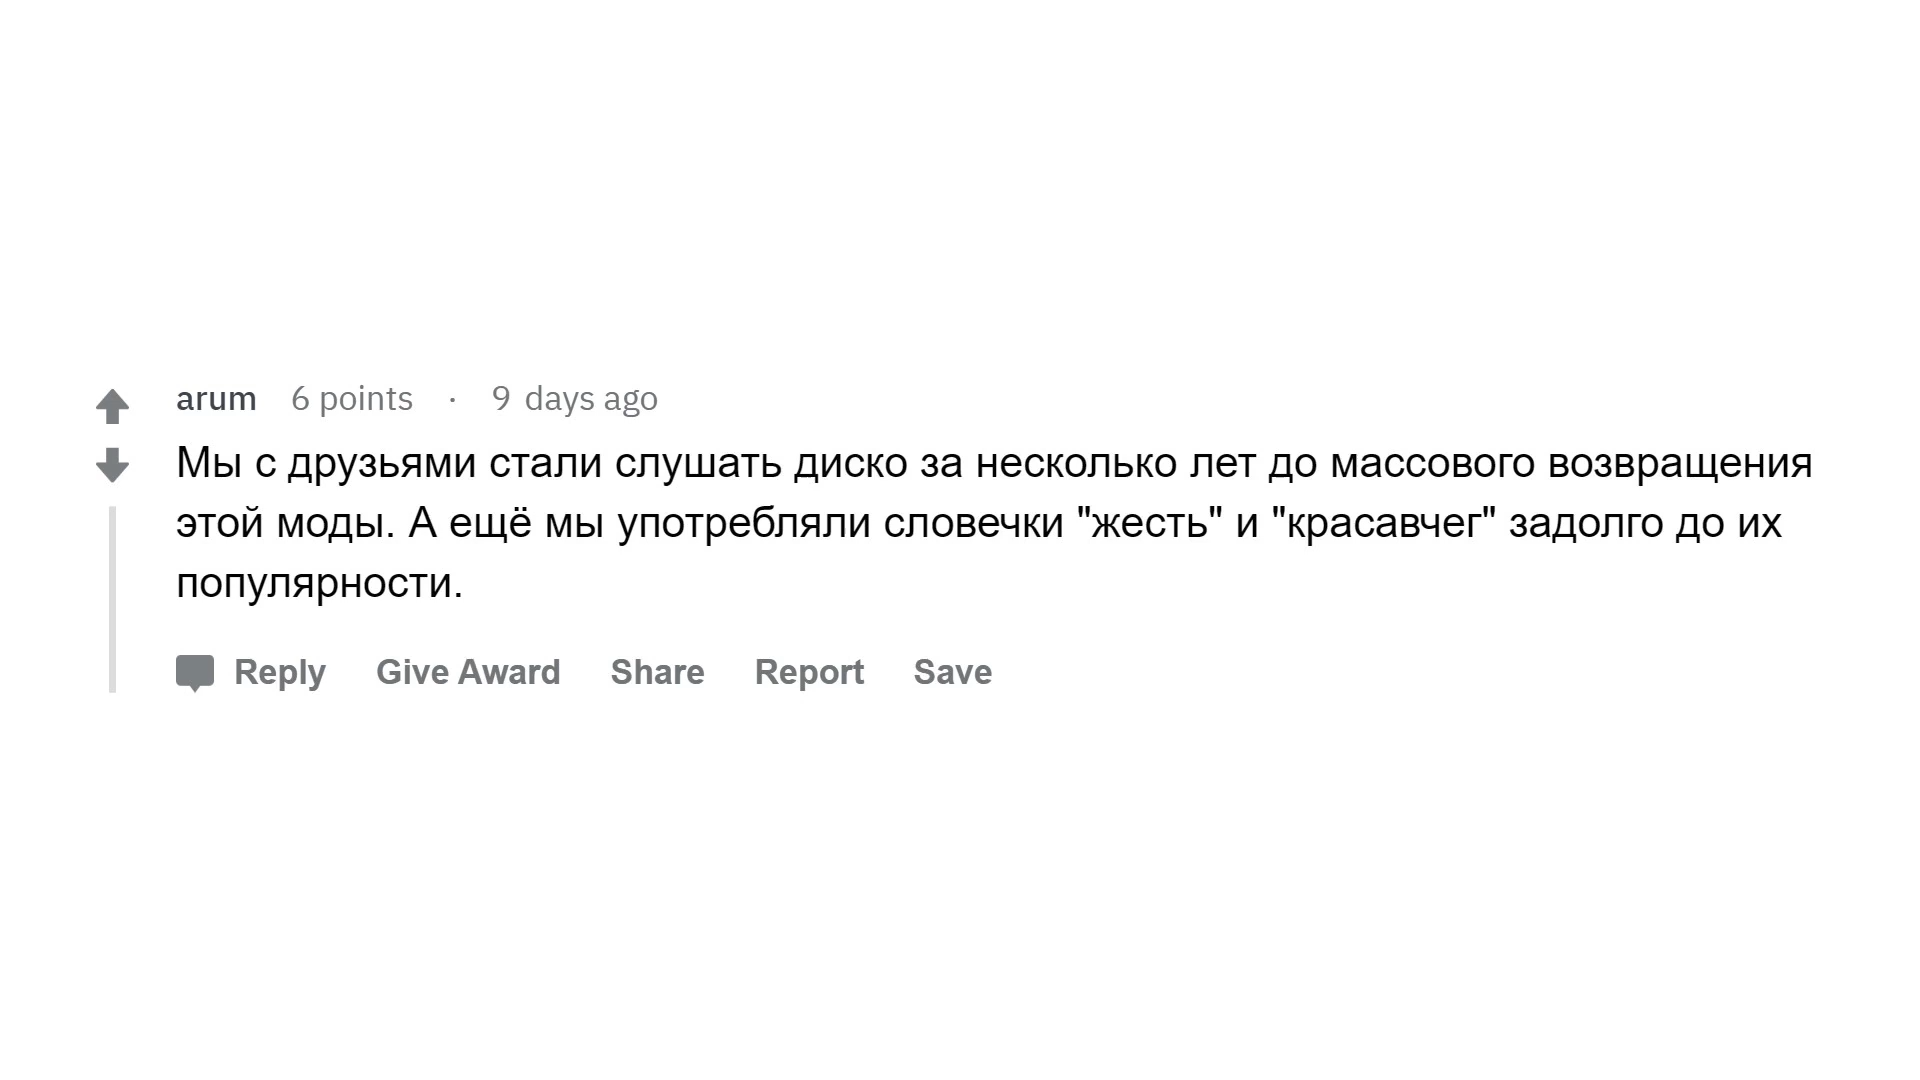 arum 6 points · 9 days ago
Мы с друзьями стали слушать диско за несколько лет до массового возвращения
этой моды. А ещё мы употребляли словечки "жесть" и "красавчег" задолго до их
популярности.
Reply Give Award Share Report Save